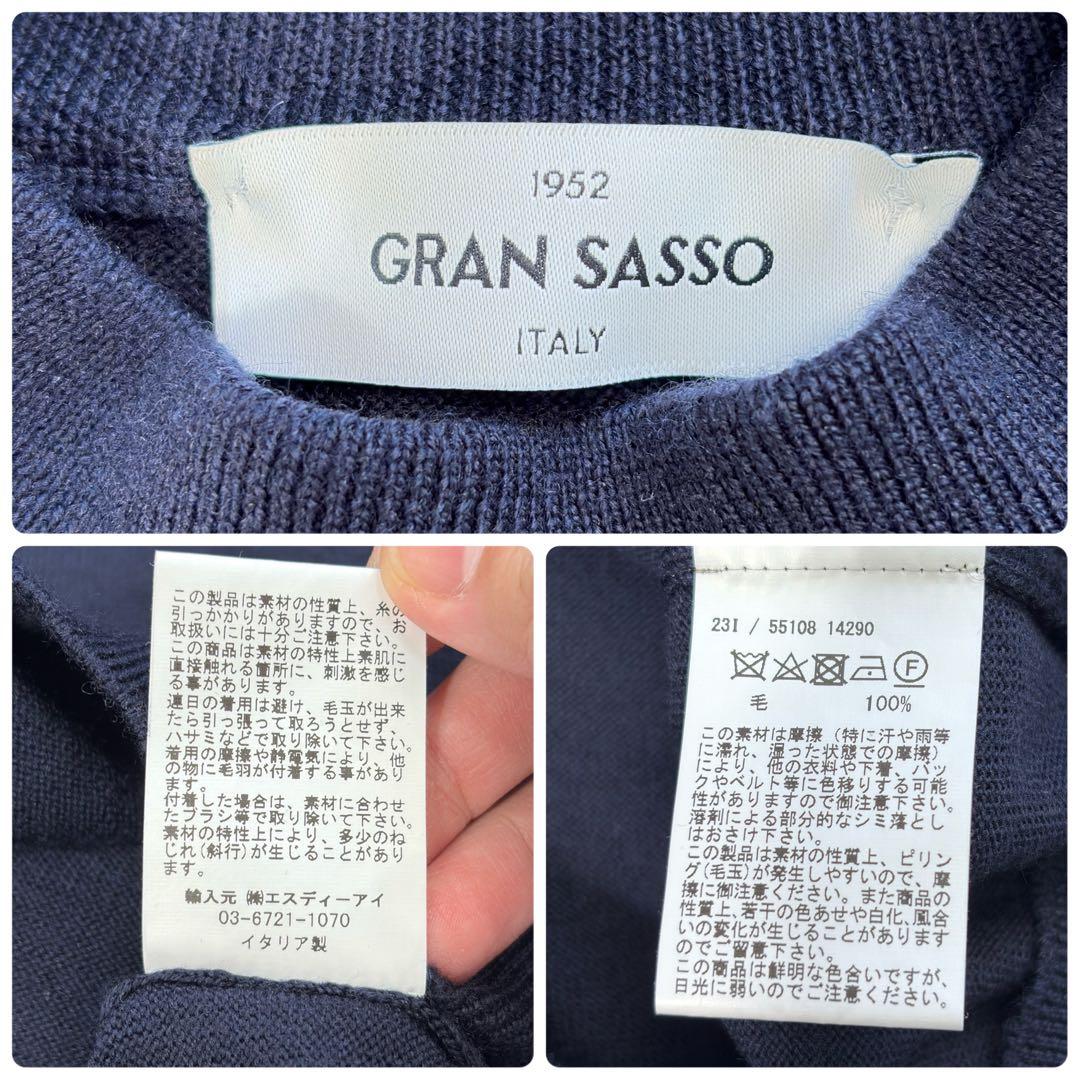 1952
GRAN SASSO
ITALY
この製品は素材の性質上、糸の
引っかかりがありますので、お
取扱いには十分ご注意下さい。
この商品は素材の特性上素肌に
直接触れる箇所に、刺激を感じ
る事があります。
連日の着用は避け、毛玉が出来
たら引っ張って取ろうとせず、
ハサミなどで取り除いて下さい。
着用の摩擦や静電気により、他
の物に毛羽が付着する事があり
ます。
付着した場合は、素材に合わせ
たブラシ等で取り除いて下さい。
素材の特性上により、多少のね
じれ(斜行)が生じることがあり
ます。
輸入元 ㈱エスディーアイ
03-6721-1070
イタリア製
23I / 55108 14290
毛 100%
この素材は摩擦（特に汗や雨等
に濡れ、湿った状態での摩擦）
により、他の衣料や下着、バッ
クやベルト等に色移りする可能
性がありますので御注意下さい。
溶剤による部分的なシミ落とし
はおさけ下さい。
この製品は素材の性質上、ピリン
グ(毛玉)が発生しやすいので、摩
擦に御注意ください。また商品の
性質上、若干の色あせや白化、風合
いの変化が生じることがあります
のでご留意下さい。
この商品は鮮明な色合いですが、
日光に弱いのでご注意ください。